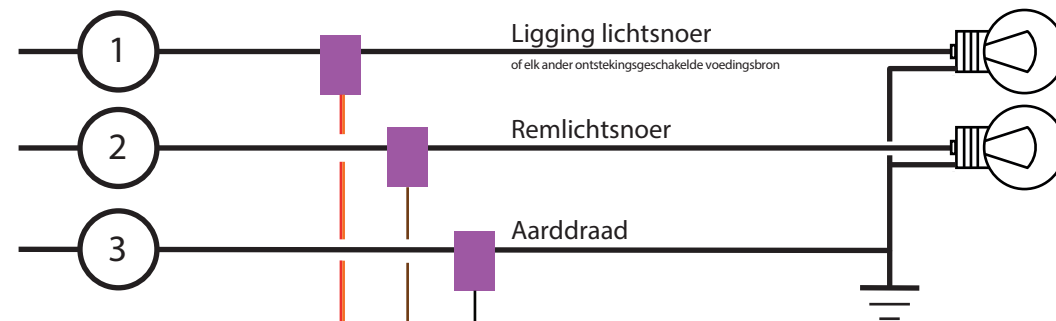 1
Ligging lichtsnoer
of elk ander ontstekingsgeschakelde voedingsbron
2
Remlichtsnoer
3
Aarddraad